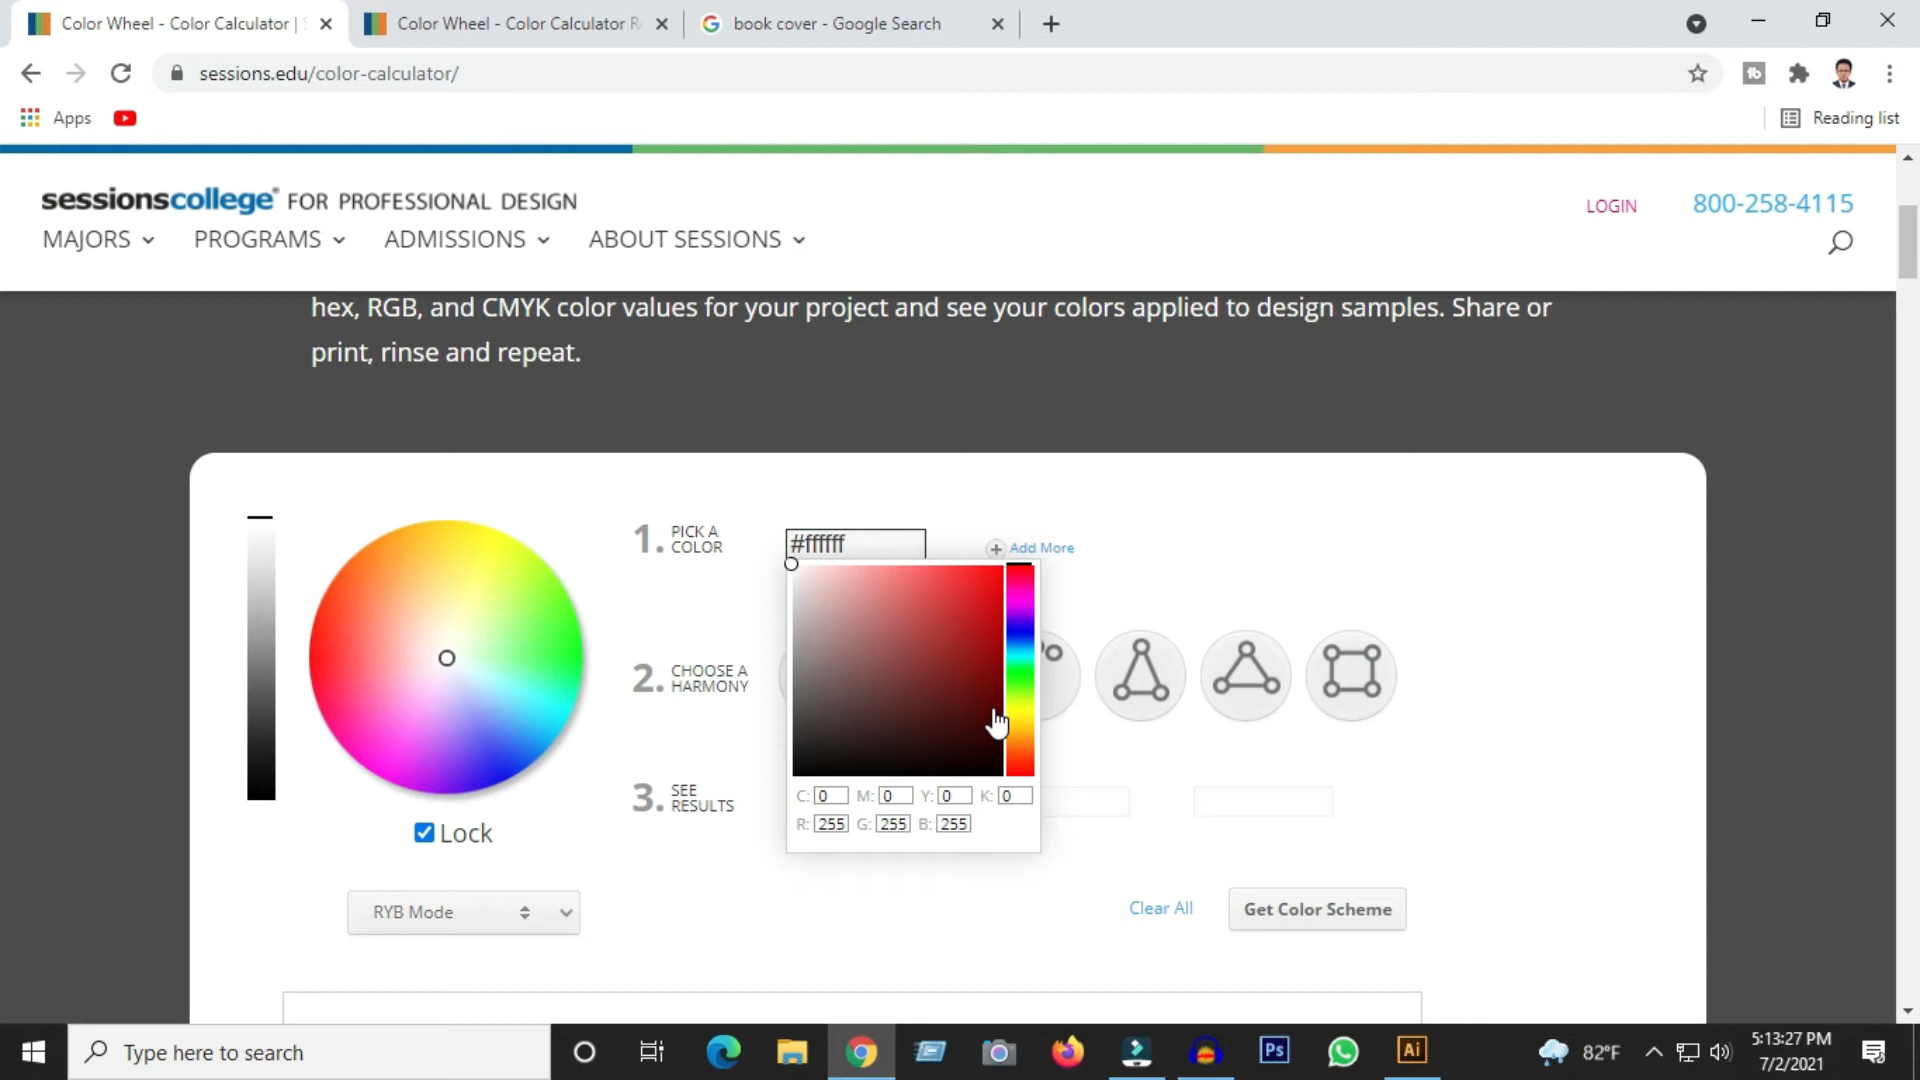 Color Wheel - Color Calculator |
Color Wheel - Color Calculator
book cover - Google Search
sessions.edu/color-calculator/
Apps
Reading list
sessionscollege® FOR PROFESSIONAL DESIGN
LOGIN
800-258-4115
MAJORS
PROGRAMS
ADMISSIONS
ABOUT SESSIONS
hex, RGB, and CMYK color values for your project and see your colors applied to design samples. Share or
print, rinse and repeat.
1. PICK A
COLOR
#ffffff
+ Add More
2. CHOOSE A
HARMONY
3. SEE
RESULTS
C: 0 M: 0 Y: 0 K: 0
R: 255 G: 255 B: 255
Lock
RYB Mode
Clear All
Get Color Scheme
Type here to search
Ps
Ai
82°F
5:13:27 PM
7/2/2021